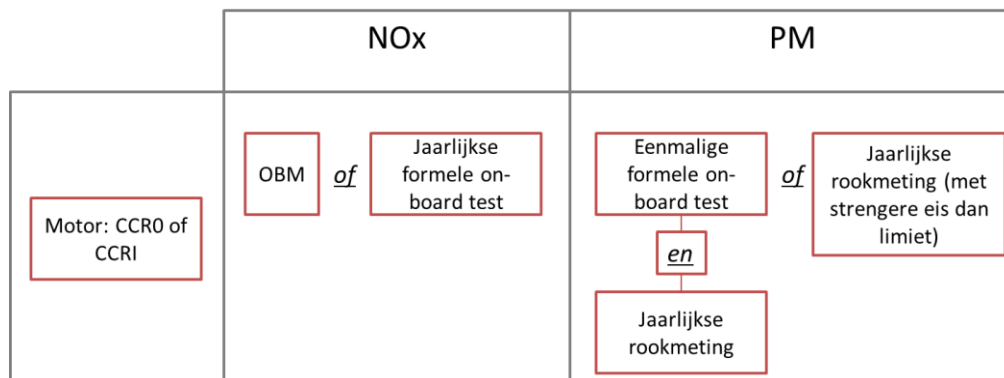 NOx
PM
Motor: CCR0 of
CCRI
OBM
of
Jaarlijkse
formele on-
board test
Eenmalige
formele on-
board test
en
Jaarlijkse
rookmeting
of
Jaarlijkse
rookmeting (met
strengere eis dan
limiet)